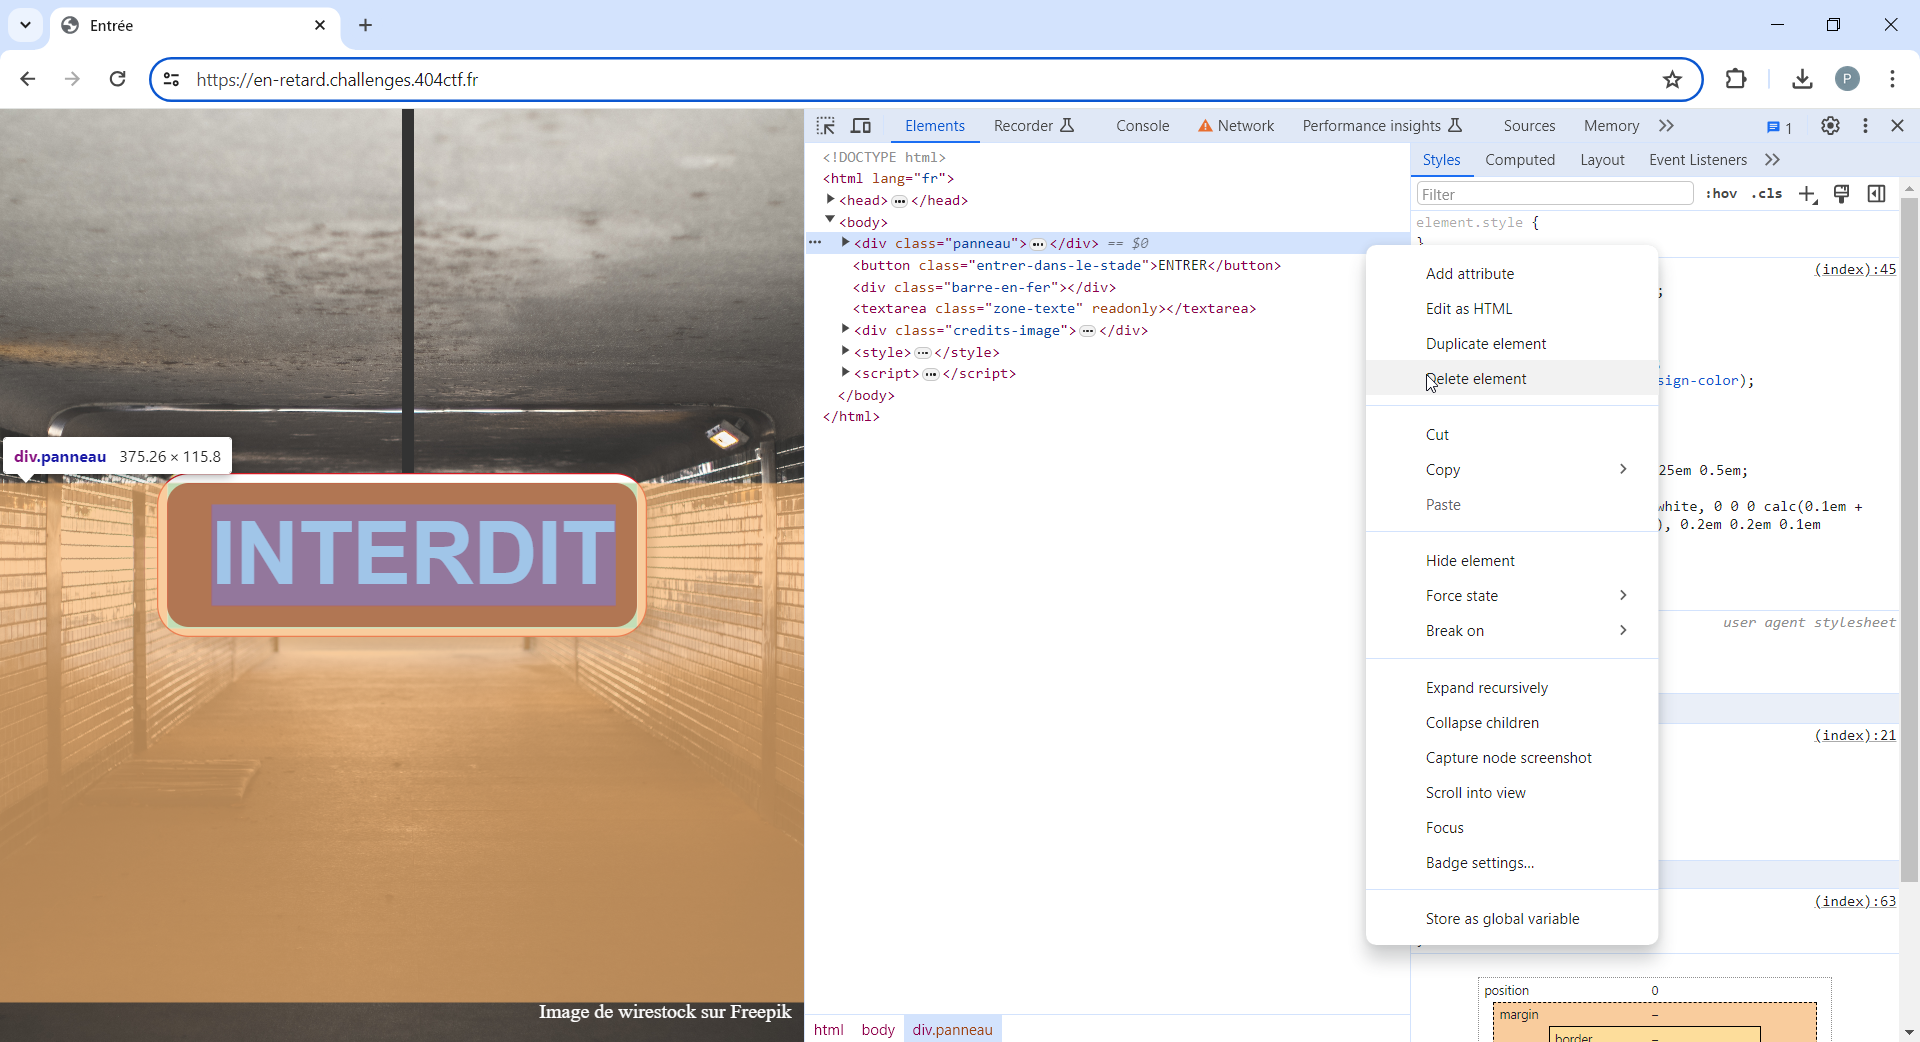 Entrée
https://en-retard.challenges.404ctf.fr
P
Elements Recorder Console Network Performance insights Sources Memory 1
<!DOCTYPE html>
<html lang="fr">
<head> ••• </head>
<body>
••• <div class="panneau"> ••• </div> == $0
<button class="entrer-dans-le-stade">ENTRER</button>
<div class="barre-en-fer"></div>
<textarea class="zone-texte" readonly></textarea>
<div class="credits-image"> ••• </div>
<style> ••• </style>
<script> ••• </script>
</body>
</html>
div.panneau 375.26 × 115.8
INTERDIT
Image de wirestock sur Freepik
html body div.panneau
Styles Computed Layout Event Listeners
Filter :hov .cls
element.style {
}
(index):45
;
sign-color);
25em 0.5em;
white, 0 0 0 calc(0.1em +
), 0.2em 0.2em 0.1em
user agent stylesheet
(index):21
(index):63
Add attribute
Edit as HTML
Duplicate element
Delete element
Cut
Copy
Paste
Hide element
Force state
Break on
Expand recursively
Collapse children
Capture node screenshot
Scroll into view
Focus
Badge settings...
Store as global variable
position 0
margin –
border –